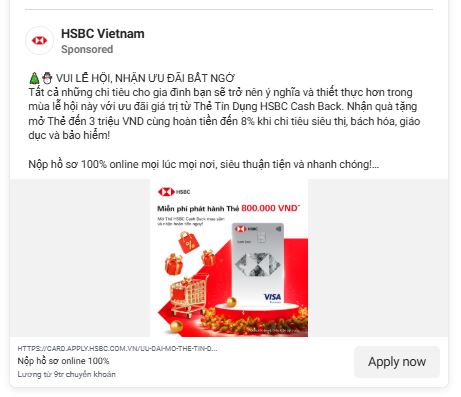 HSBC Vietnam
Sponsored
🎄⛄ VUI LỄ HỘI, NHẬN ƯU ĐÃI BẤT NGỜ
Tất cả những chi tiêu cho gia đình bạn sẽ trở nên ý nghĩa và thiết thực hơn trong
mùa lễ hội này với ưu đãi giá trị từ Thẻ Tín Dụng HSBC Cash Back. Nhận quà tặng
mở Thẻ đến 3 triệu VND cùng hoàn tiền đến 8% khi chi tiêu siêu thị, bách hóa, giáo
dục và bảo hiểm!
Nộp hồ sơ 100% online mọi lúc mọi nơi, siêu thuận tiện và nhanh chóng!...
HSBC
Miễn phí phát hành Thẻ 800.000 VND*
Mở Thẻ HSBC Cash Back mua sắm
và nhận hoàn tiền ngay!
HSBC
VISA
HTTPS://CARD.APPLY.HSBC.COM.VN/UU-DAI-MO-THE-TIN-D...
Nộp hồ sơ online 100%
Lương từ 9tr chuyển khoản
Apply now